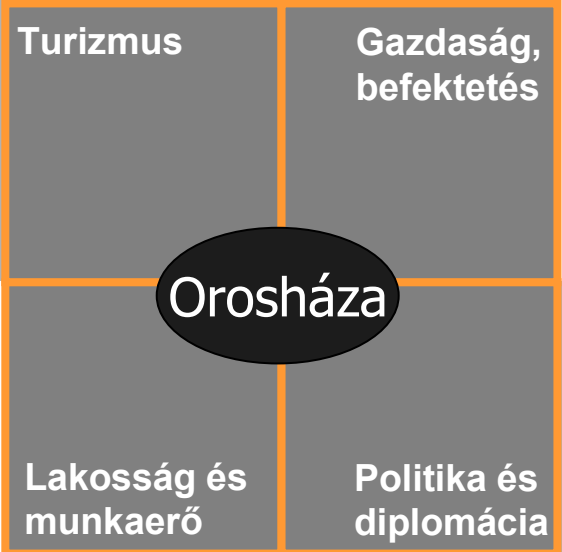 Turizmus
Gazdaság,
befektetés
Orosháza
Lakosság és
munkaerő
Politika és
diplomácia